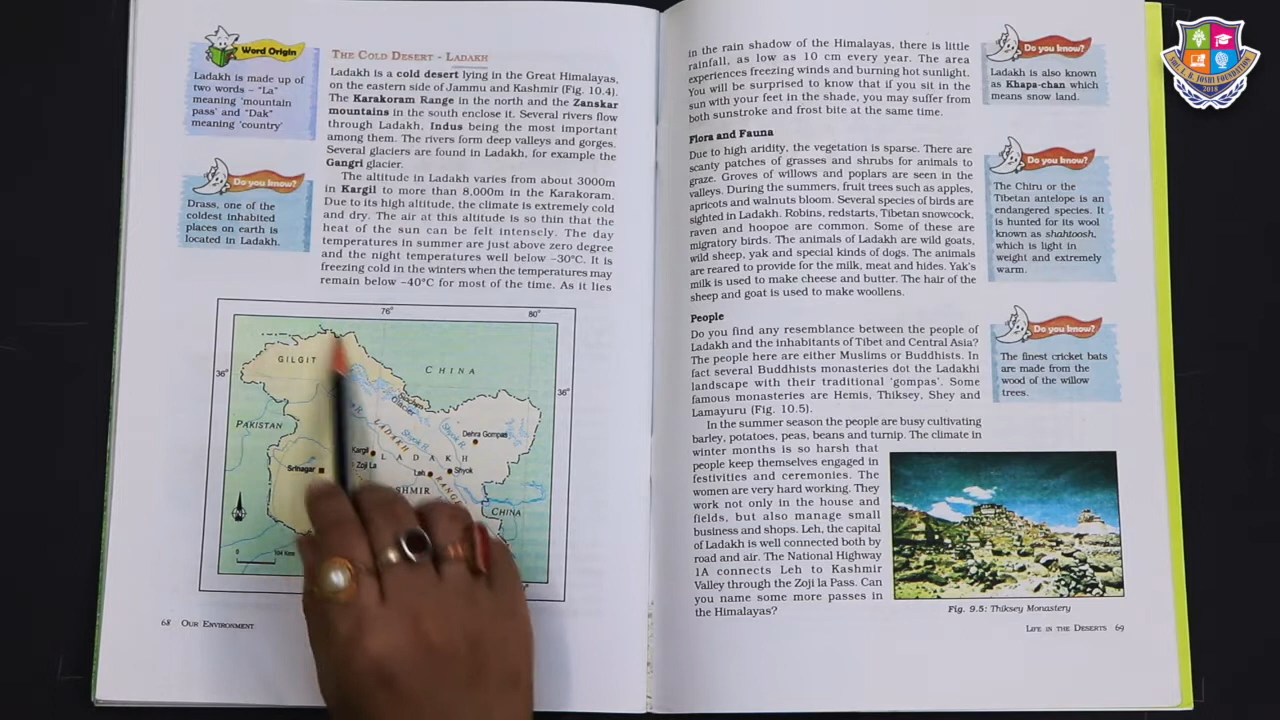 Word Origin
Ladakh is made up of
two words – "La"
meaning 'mountain
pass' and "Dak"
meaning 'country'
Do you know?
Drass, one of the
coldest inhabited
places on earth is
located in Ladakh.
THE COLD DESERT - LADAKH
Ladakh is a cold desert lying in the Great Himalayas,
on the eastern side of Jammu and Kashmir (Fig. 10.4).
The Karakoram Range in the north and the Zanskar
mountains in the south enclose it. Several rivers flow
through Ladakh, Indus being the most important
among them. The rivers form deep valleys and gorges.
Several glaciers are found in Ladakh, for example the
Gangri glacier.
The altitude in Ladakh varies from about 3000m
in Kargil to more than 8,000m in the Karakoram.
Due to its high altitude, the climate is extremely cold
and dry. The air at this altitude is so thin that the
heat of the sun can be felt intensely. The day
temperatures in summer are just above zero degree
and the night temperatures well below –30°C. It is
freezing cold in the winters when the temperatures may
remain below –40°C for most of the time. As it lies
76°
80°
36°
36°
GILGIT
CHINA
PAKISTAN
Siachen
Glacier
Shyok R.
Shyok R.
Dehra Gompa
LADAKH
Kargil
Zoji La
LADAKH
Srinagar
Leh
Shyok
RANGE
SHMIR
CHINA
N
0
104 Kms
68 OUR ENVIRONMENT
in the rain shadow of the Himalayas, there is little
rainfall, as low as 10 cm every year. The area
experiences freezing winds and burning hot sunlight.
You will be surprised to know that if you sit in the
sun with your feet in the shade, you may suffer from
both sunstroke and frost bite at the same time.
Flora and Fauna
Due to high aridity, the vegetation is sparse. There are
scanty patches of grasses and shrubs for animals to
graze. Groves of willows and poplars are seen in the
valleys. During the summers, fruit trees such as apples,
apricots and walnuts bloom. Several species of birds are
sighted in Ladakh. Robins, redstarts, Tibetan snowcock,
raven and hoopoe are common. Some of these are
migratory birds. The animals of Ladakh are wild goats,
wild sheep, yak and special kinds of dogs. The animals
are reared to provide for the milk, meat and hides. Yak's
milk is used to make cheese and butter. The hair of the
sheep and goat is used to make woollens.
People
Do you find any resemblance between the people of
Ladakh and the inhabitants of Tibet and Central Asia?
The people here are either Muslims or Buddhists. In
fact several Buddhists monasteries dot the Ladakhi
landscape with their traditional 'gompas'. Some
famous monasteries are Hemis, Thiksey, Shey and
Lamayuru (Fig. 10.5).
In the summer season the people are busy cultivating
barley, potatoes, peas, beans and turnip. The climate in
winter months is so harsh that
people keep themselves engaged in
festivities and ceremonies. The
women are very hard working. They
work not only in the house and
fields, but also manage small
business and shops. Leh, the capital
of Ladakh is well connected both by
road and air. The National Highway
1A connects Leh to Kashmir
Valley through the Zoji la Pass. Can
you name some more passes in
the Himalayas?
Do you know?
Ladakh is also known
as Khapa-chan which
means snow land.
Do you know?
The Chiru or the
Tibetan antelope is an
endangered species. It
is hunted for its wool
known as shahtoosh,
which is light in
weight and extremely
warm.
Do you know?
The finest cricket bats
are made from the
wood of the willow
trees.
Fig. 9.5: Thiksey Monastery
LIFE IN THE DESERTS 69
SHRI. L. H. JOSHI FOUNDATION
2018